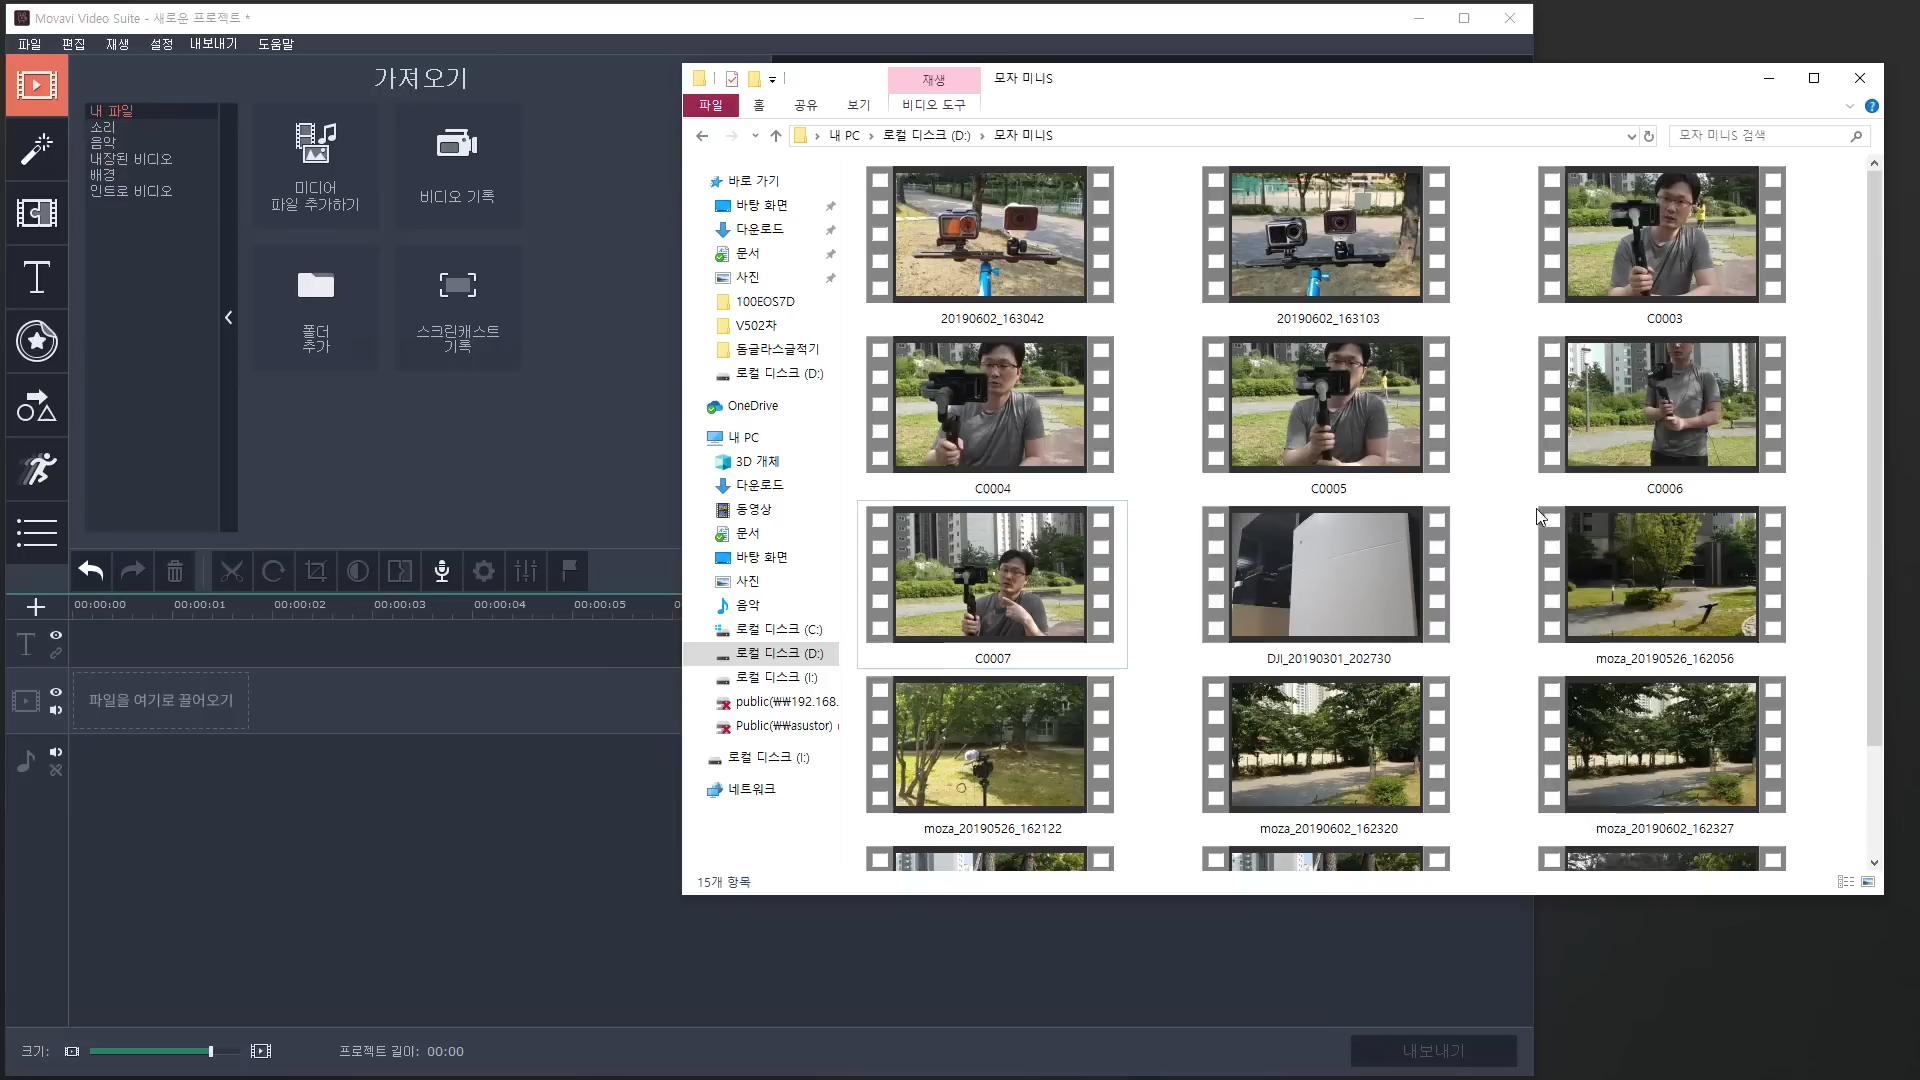 Movavi Video Suite - 새로운 프로젝트 *
파일 편집 재생 설정 내보내기 도움말
가져오기
내 파일
소리
음악
내장된 비디오
배경
인트로 비디오
미디어
파일 추가하기
비디오 기록
폴더
추가
스크린캐스트
기록
00:00:00 00:00:01 00:00:02 00:00:03 00:00:04 00:00:05
파일을 여기로 끌어오기
크기:
프로젝트 길이: 00:00
내보내기
재생 모자 미니S
파일 홈 공유 보기 비디오 도구
내 PC 로컬 디스크 (D:) 모자 미니S
모자 미니S 검색
바로 가기
바탕 화면
다운로드
문서
사진
100EOS7D
V502차
둠글라스글적기
로컬 디스크 (D:)
OneDrive
내 PC
3D 개체
다운로드
동영상
문서
바탕 화면
사진
음악
로컬 디스크 (C:)
로컬 디스크 (D:)
로컬 디스크 (I:)
public(₩₩192.168.
Public(₩₩asustor) (
로컬 디스크 (I:)
네트워크
20190602_163042 20190602_163103 C0003
C0004 C0005 C0006
C0007 DJI_20190301_202730 moza_20190526_162056
moza_20190526_162122 moza_20190602_162320 moza_20190602_162327
15개 항목